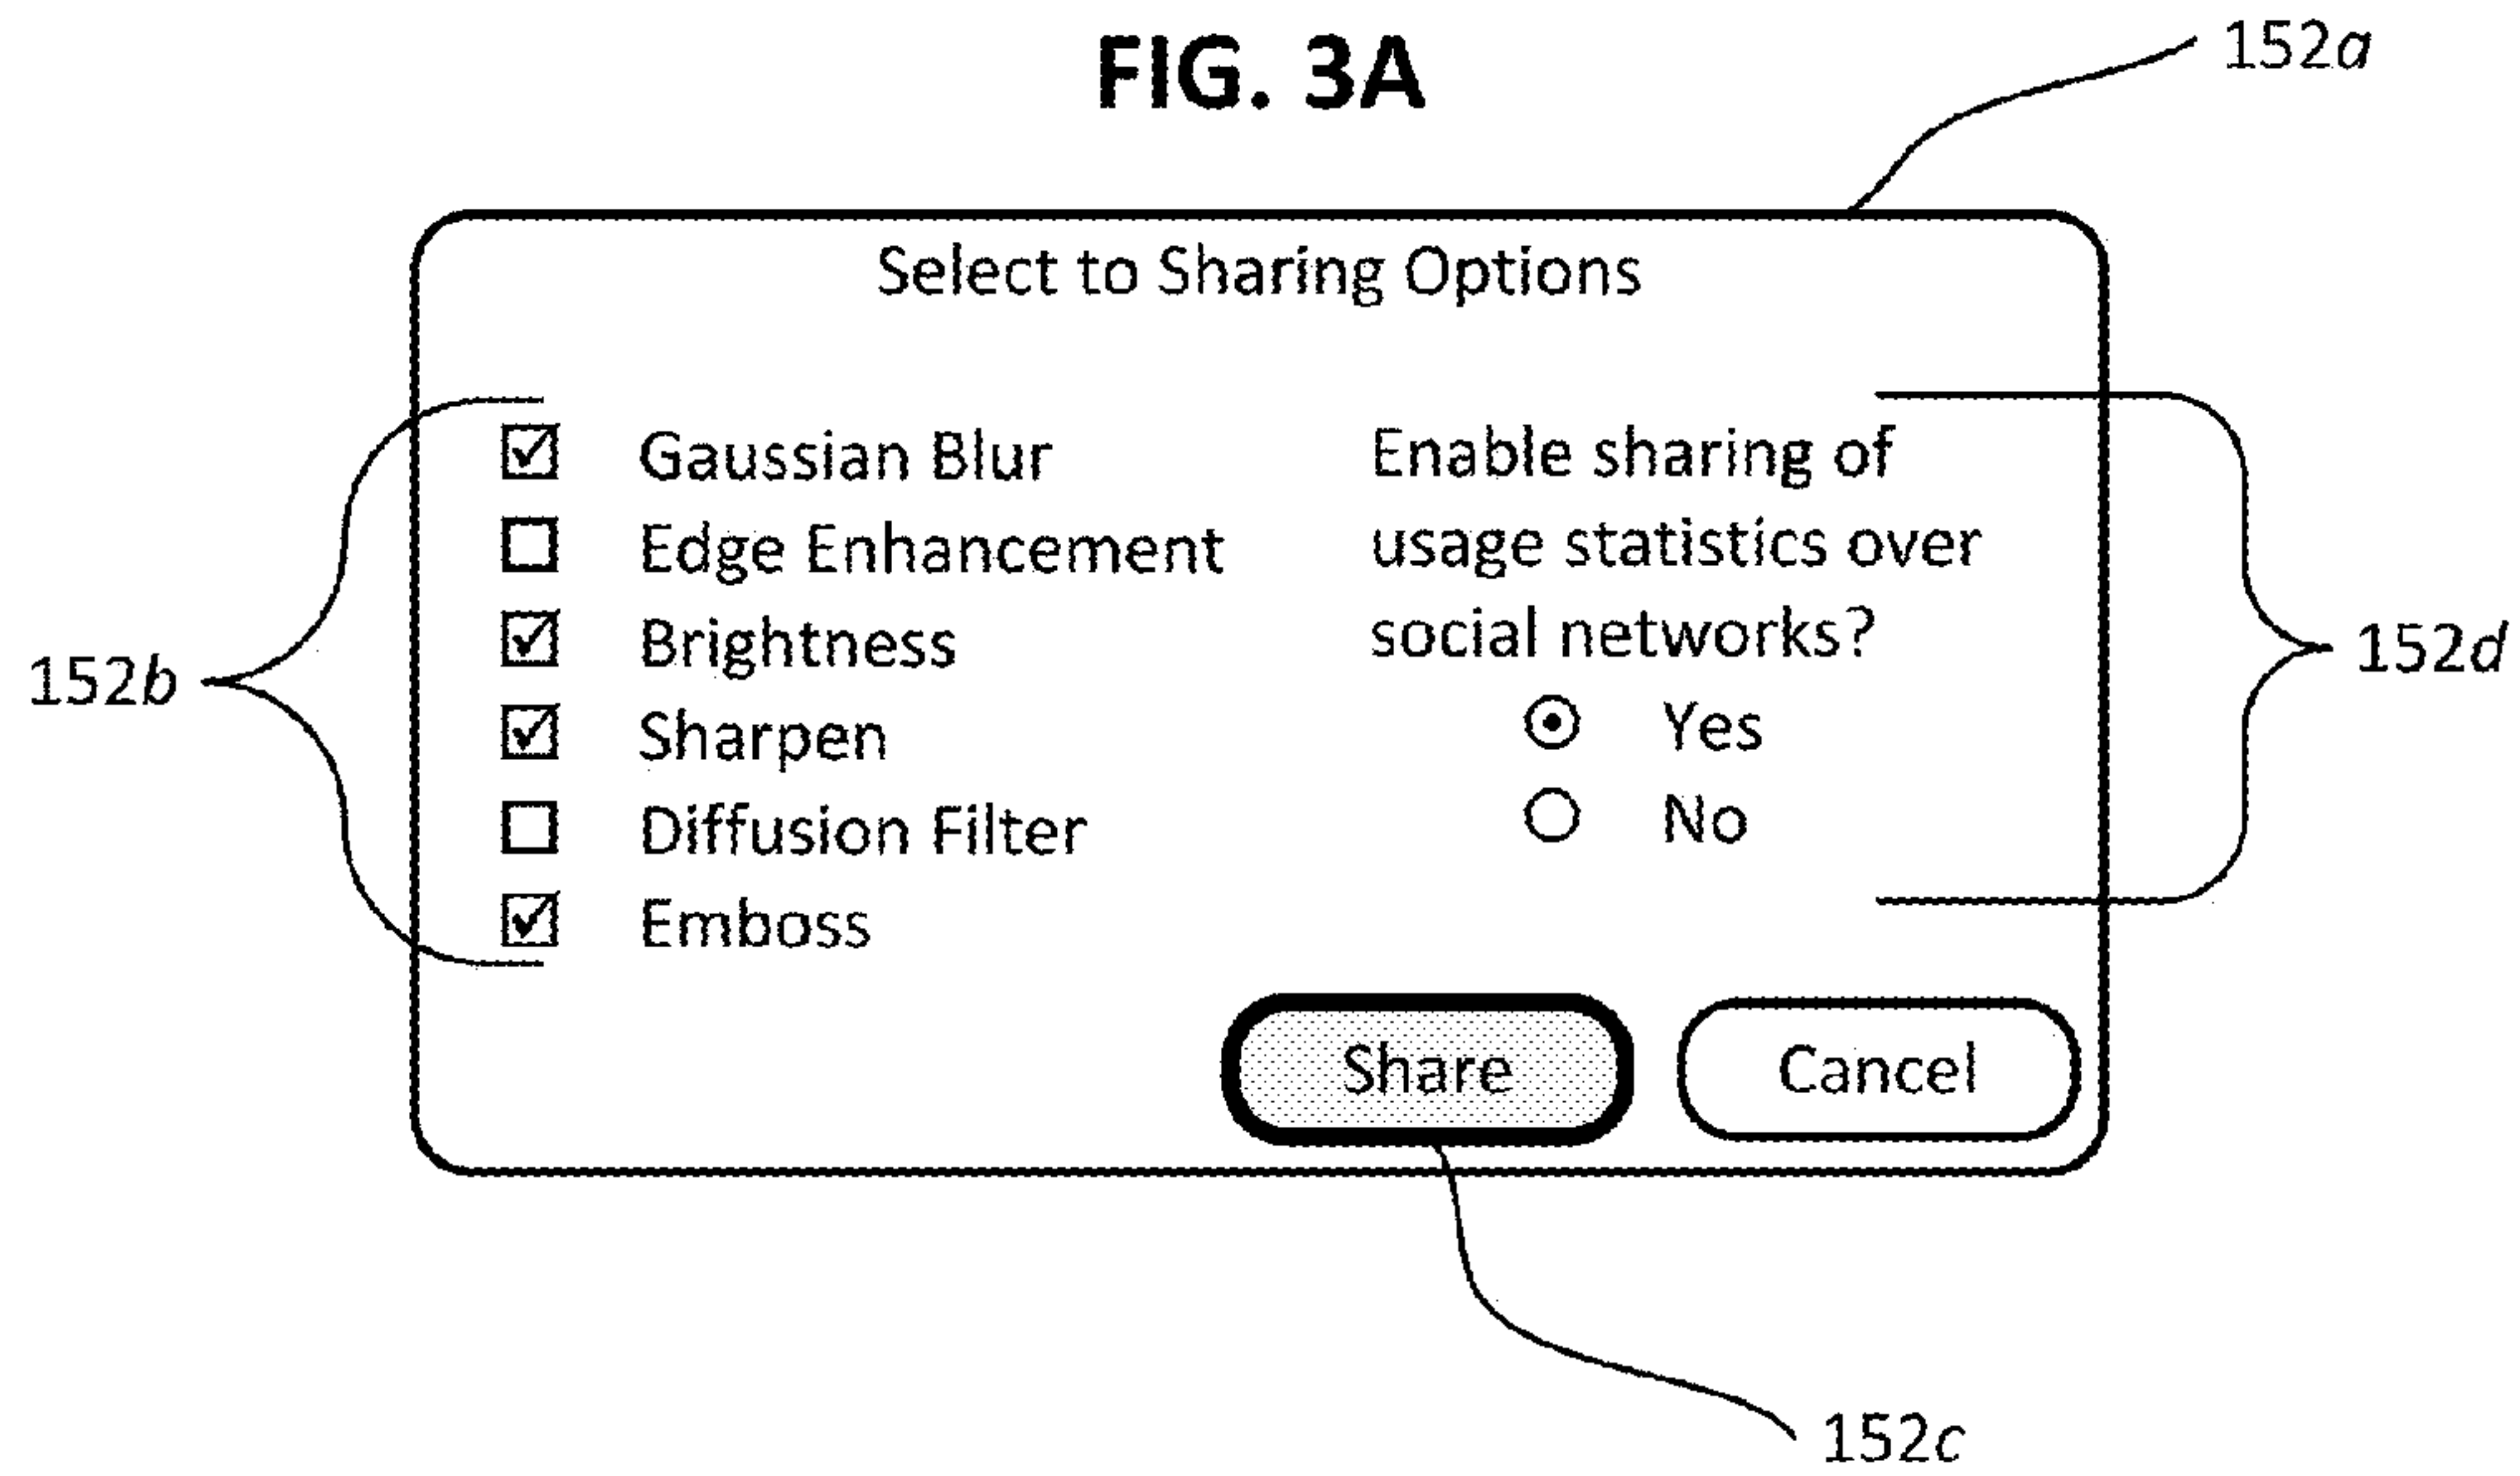 FIG. 3A
152a
Select to Sharing Options
152b
Gaussian Blur
Edge Enhancement
Brightness
Sharpen
Diffusion Filter
Emboss
Enable sharing of
usage statistics over
social networks?
Yes
No
152d
Share
Cancel
152c